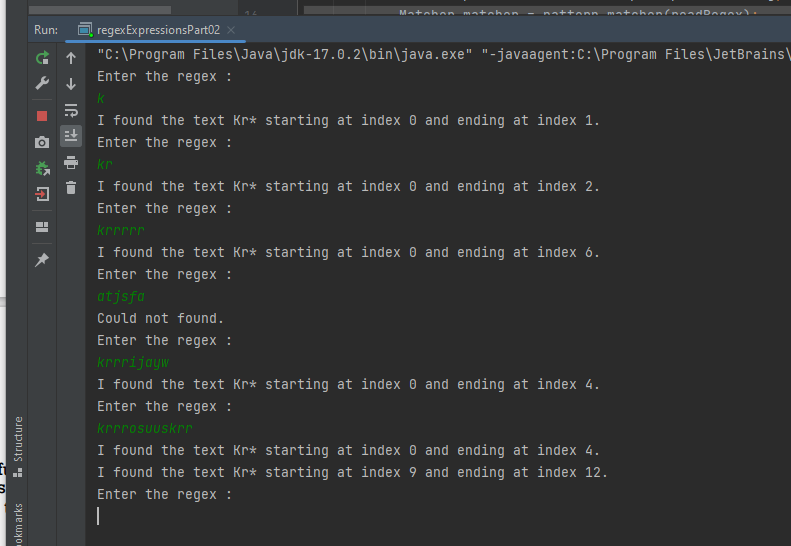 Matcher matcher = pattern.matcher(readRegex);
Run: regexExpressionsPart02
"C:\Program Files\Java\jdk-17.0.2\bin\java.exe" "-javaagent:C:\Program Files\JetBrains\
Enter the regex :
k
I found the text Kr* starting at index 0 and ending at index 1.
Enter the regex :
kr
I found the text Kr* starting at index 0 and ending at index 2.
Enter the regex :
krrrrr
I found the text Kr* starting at index 0 and ending at index 6.
Enter the regex :
atjsfa
Could not found.
Enter the regex :
krrrijayw
I found the text Kr* starting at index 0 and ending at index 4.
Enter the regex :
krrrosuuskrr
I found the text Kr* starting at index 0 and ending at index 4.
I found the text Kr* starting at index 9 and ending at index 12.
Enter the regex :
Structure